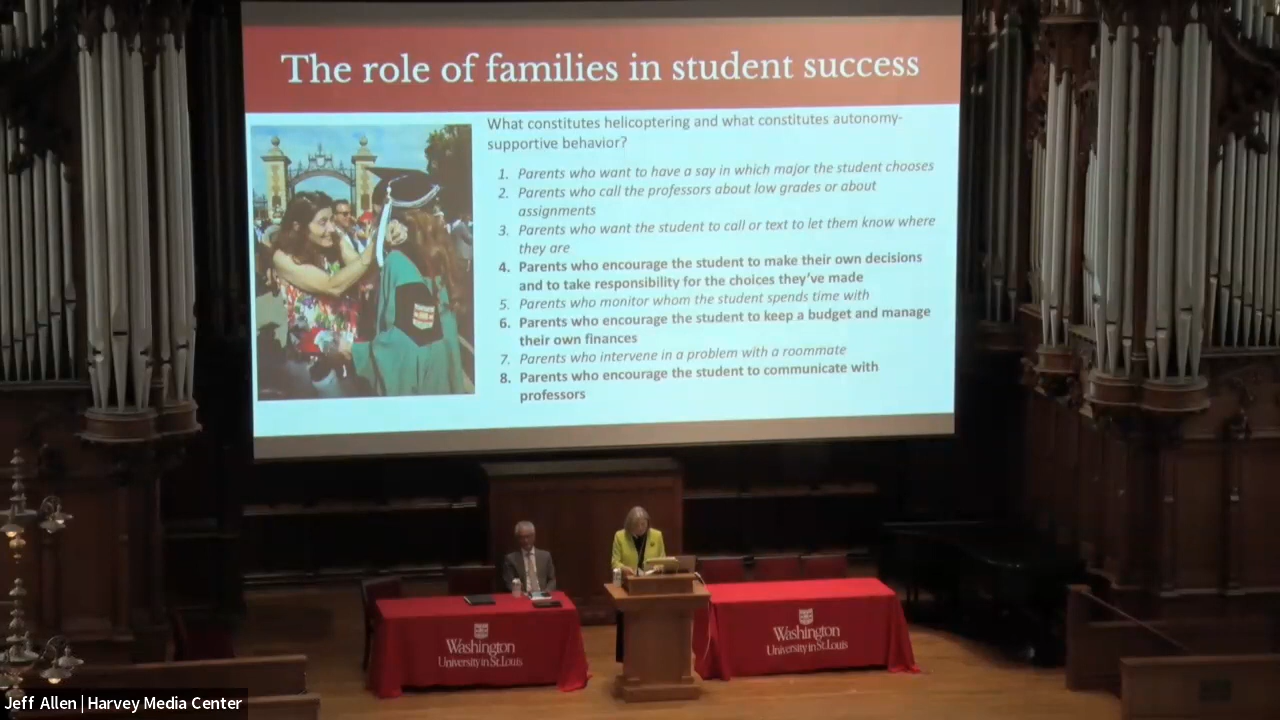 The role of families in student success
What constitutes helicoptering and what constitutes autonomy-
supportive behavior?
1. Parents who want to have a say in which major the student chooses
2. Parents who call the professors about low grades or about
assignments
3. Parents who want the student to call or text to let them know where
they are
4. Parents who encourage the student to make their own decisions
and to take responsibility for the choices they've made
5. Parents who monitor whom the student spends time with
6. Parents who encourage the student to keep a budget and manage
their own finances
7. Parents who intervene in a problem with a roommate
8. Parents who encourage the student to communicate with
professors
Washington
University in St. Louis
Washington
University in St. Louis
Jeff Allen | Harvey Media Center